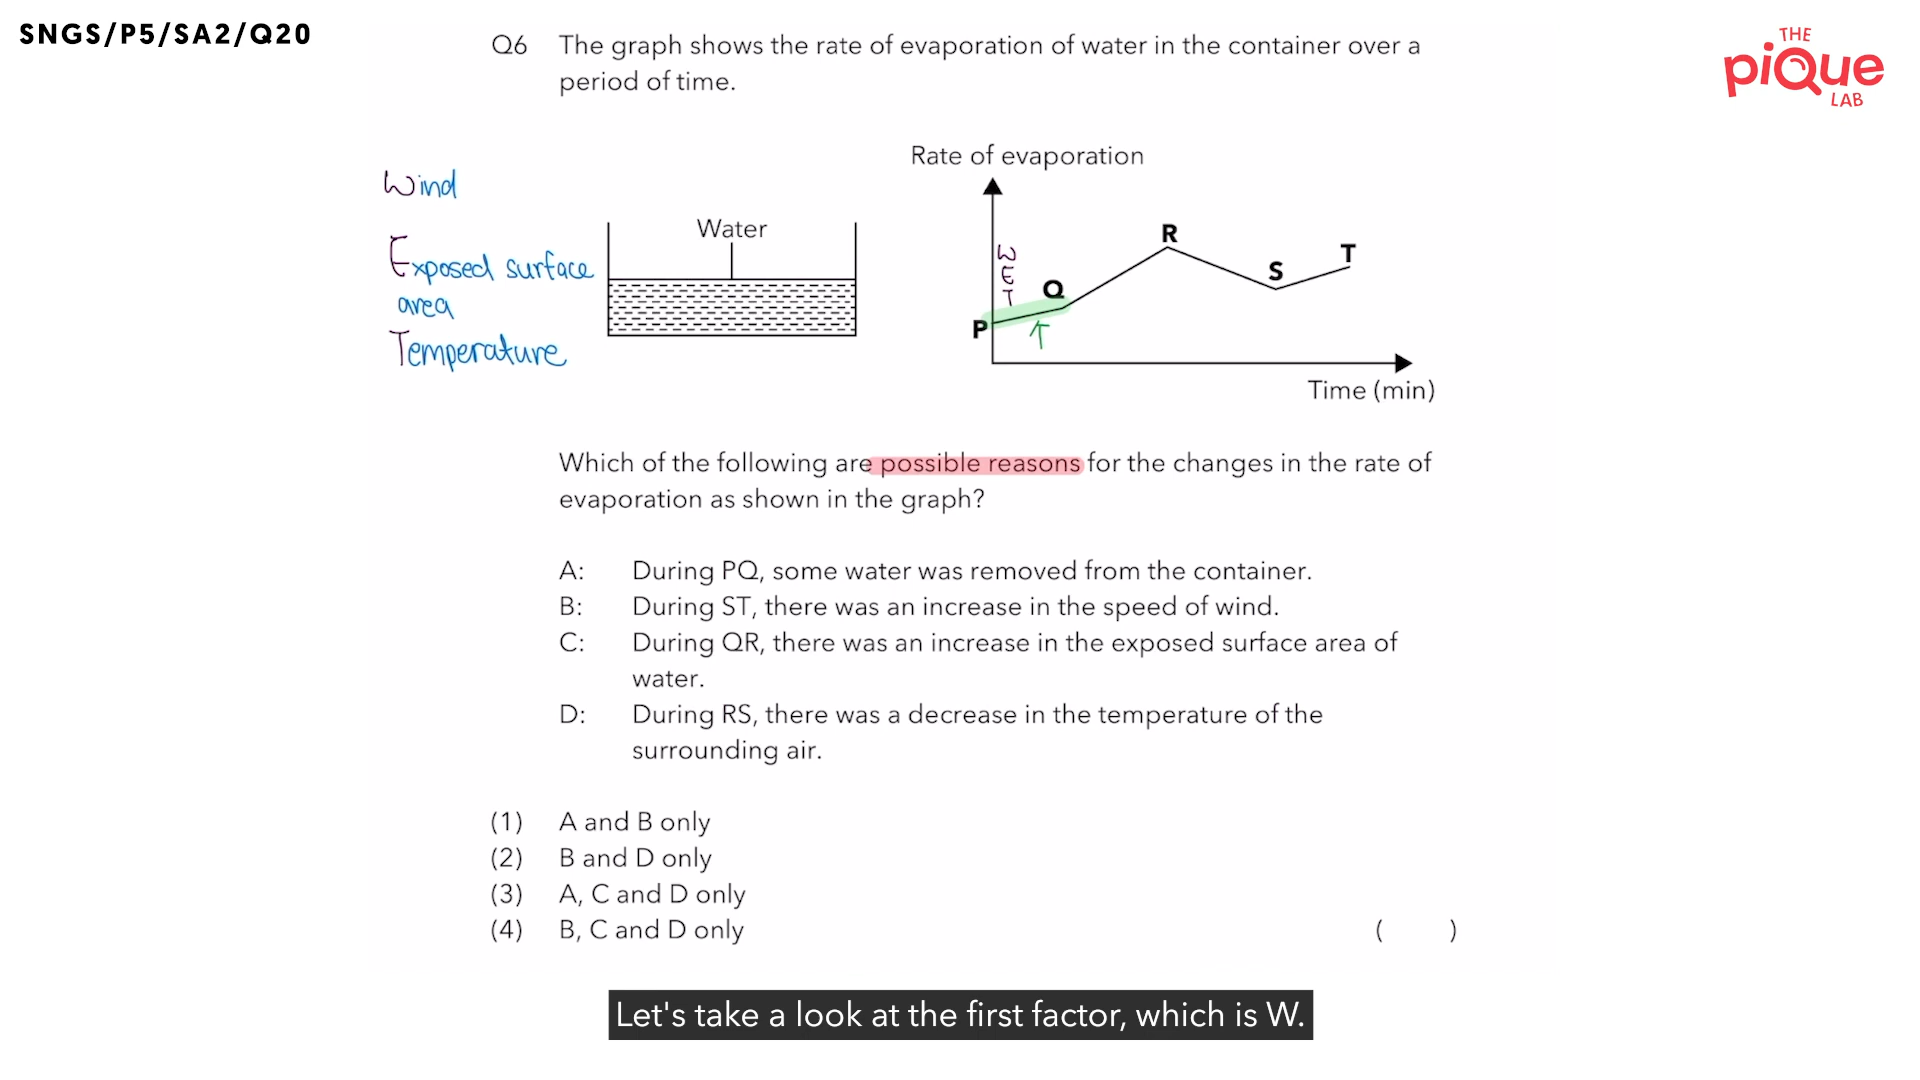 SNGS/P5/SA2/Q20
THE
piQue
LAB
Q6 The graph shows the rate of evaporation of water in the container over a
period of time.
Wind
Exposed surface
area
Temperature
Water
Rate of evaporation
W
E
T
P
Q
R
S
T
Time (min)
Which of the following are possible reasons for the changes in the rate of
evaporation as shown in the graph?
A: During PQ, some water was removed from the container.
B: During ST, there was an increase in the speed of wind.
C: During QR, there was an increase in the exposed surface area of
water.
D: During RS, there was a decrease in the temperature of the
surrounding air.
(1) A and B only
(2) B and D only
(3) A, C and D only
(4) B, C and D only ( )
Let's take a look at the first factor, which is W.